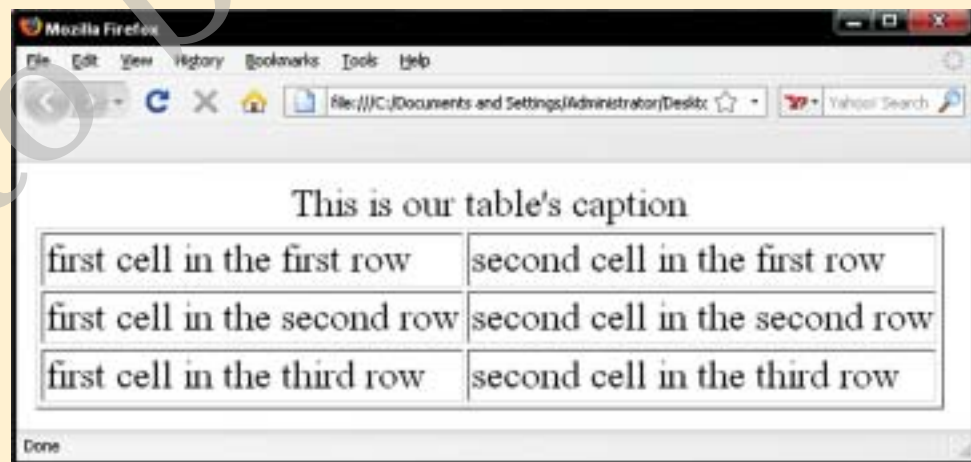 Mozilla Firefox
File Edit View History Bookmarks Tools Help
file:///C:/Documents and Settings/Administrator/Deskto Yahoo! Search
This is our table's caption
first cell in the first row second cell in the first row
first cell in the second row second cell in the second row
first cell in the third row second cell in the third row
Done